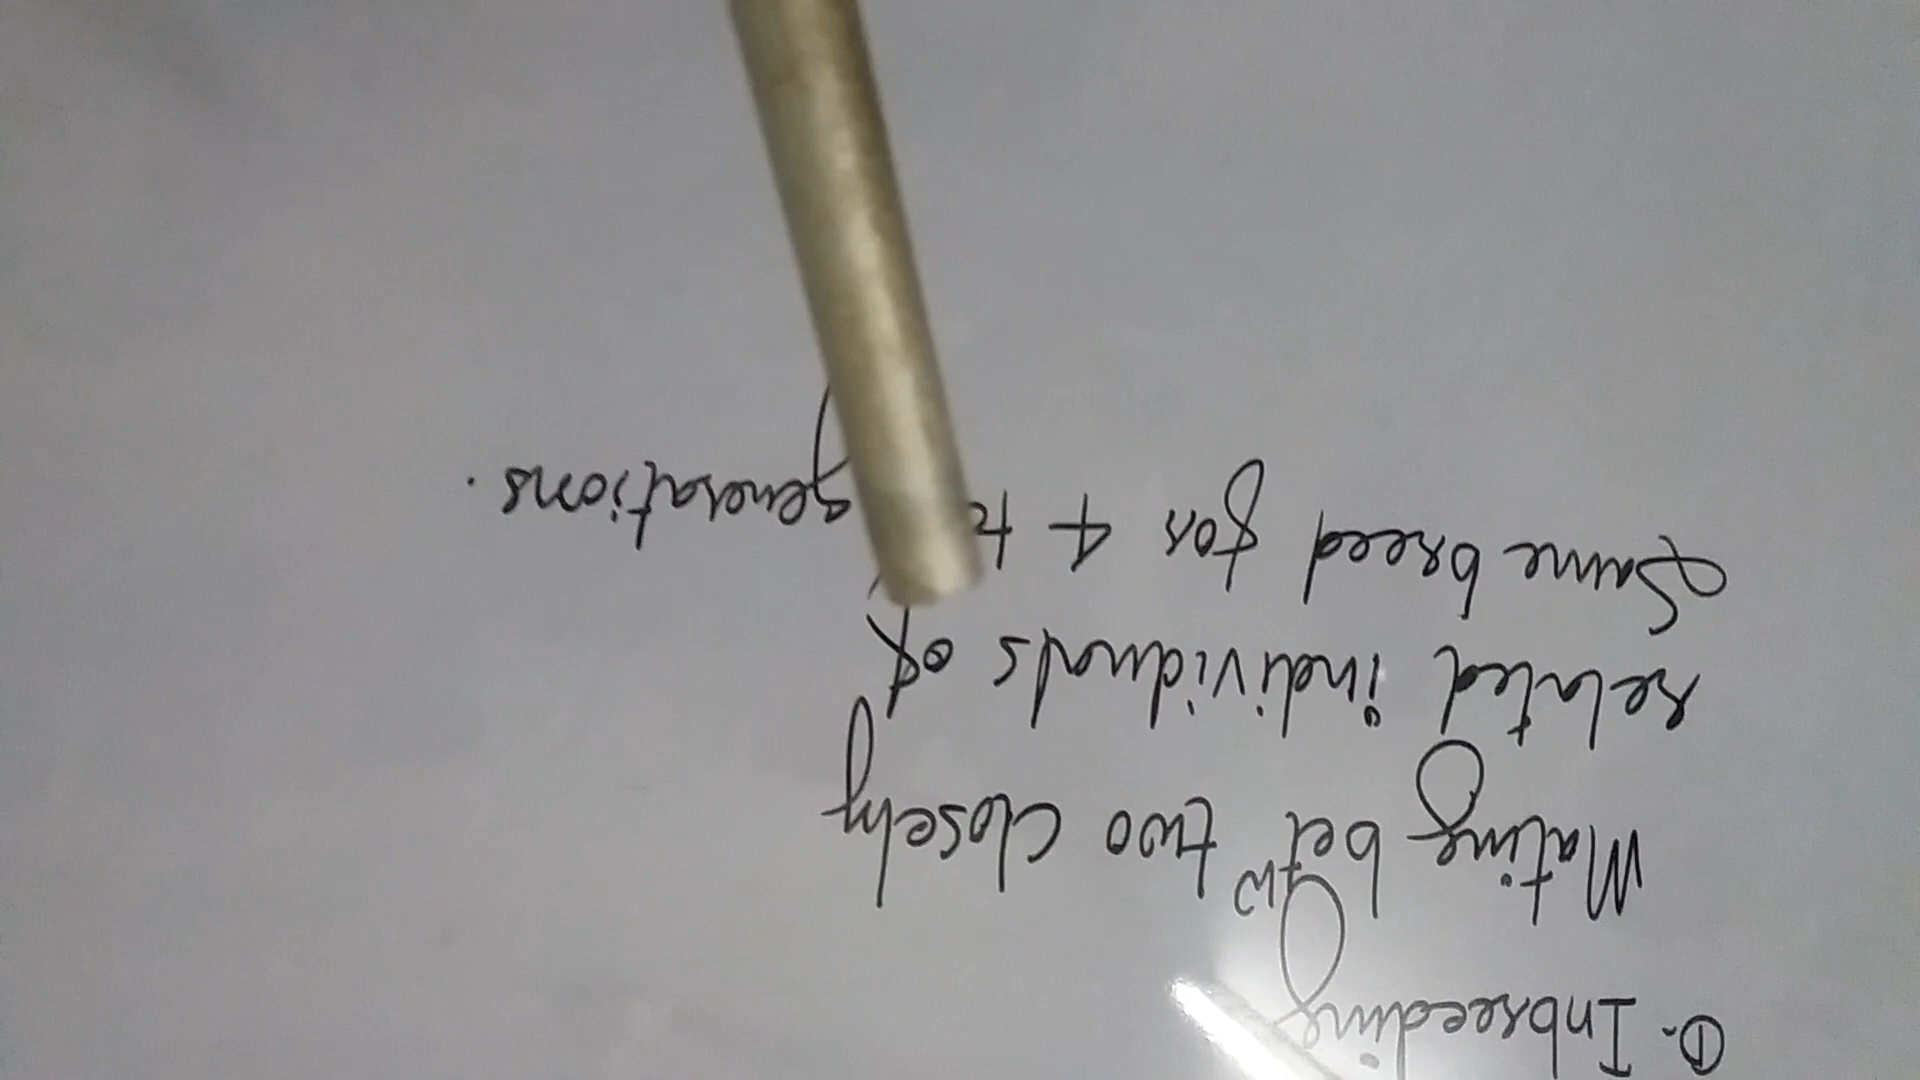 ①. Inbreeding
Mating betw two closely
related individuals of
Same breed for 4 generations.